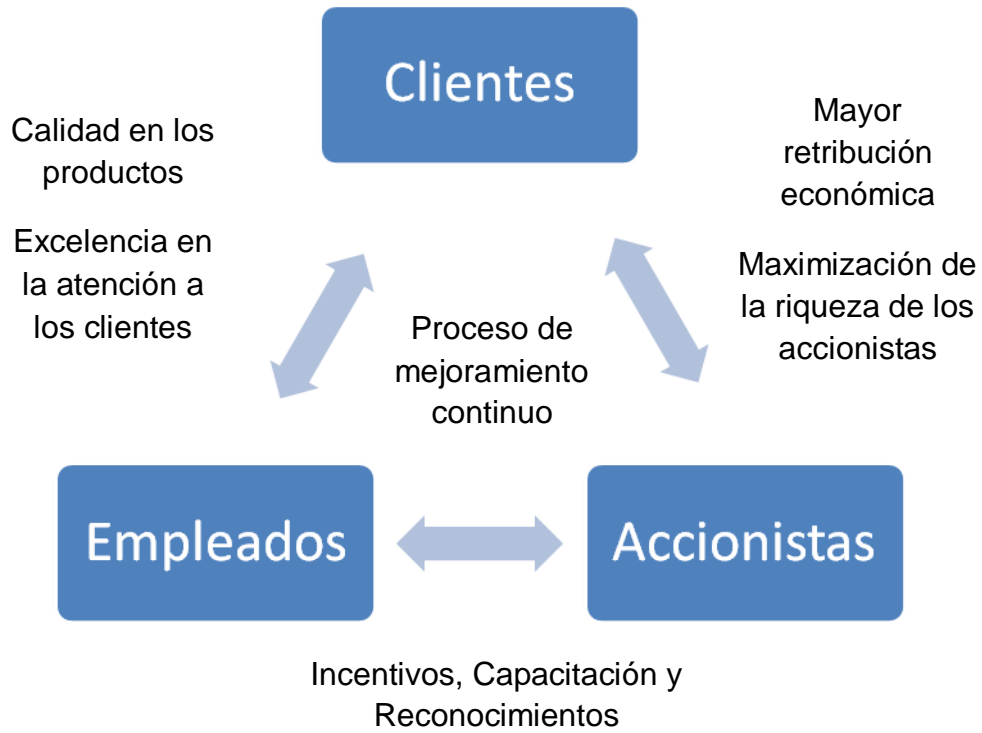 Clientes
Calidad en los
productos
Excelencia en
la atención a
los clientes
Mayor
retribución
económica
Maximización de
la riqueza de los
accionistas
Proceso de
mejoramiento
continuo
Empleados
Accionistas
Incentivos, Capacitación y
Reconocimientos